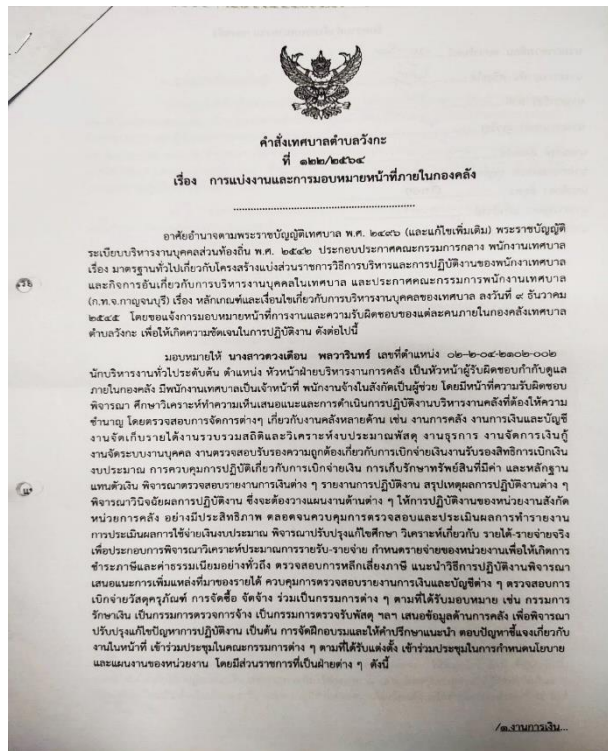 คำสั่งเทศบาลตำบลวังกะ
ที่ ๑๒๒/๒๕๖๔
เรื่อง การแบ่งงานและการมอบหมายหน้าที่ภายในกองคลัง
อาศัยอำนาจตามพระราชบัญญัติเทศบาล พ.ศ. ๒๔๙๖ (และแก้ไขเพิ่มเติม) พระราชบัญญัติ
ระเบียบบริหารงานบุคคลส่วนท้องถิ่น พ.ศ. ๒๕๔๒ ประกอบประกาศคณะกรรมการกลาง พนักงานเทศบาล
เรื่อง มาตรฐานทั่วไปเกี่ยวกับโครงสร้างแบ่งส่วนราชการวิธีการบริหารและการปฏิบัติงานของพนักงานเทศบาล
และกิจการอันเกี่ยวกับการบริหารงานบุคคลในเทศบาล และประกาศคณะกรรมการพนักงานเทศบาล
(ก.ท.จ.กาญจนบุรี) เรื่อง หลักเกณฑ์และเงื่อนไขเกี่ยวกับการบริหารงานบุคคลของเทศบาล ลงวันที่ ๙ ธันวาคม
๒๕๔๕ โดยขอแจ้งการมอบหมายหน้าที่การงานและความรับผิดชอบของแต่ละคนภายในกองคลังเทศบาล
ตำบลวังกะ เพื่อให้เกิดความชัดเจนในการปฏิบัติงาน ดังต่อไปนี้
มอบหมายให้ นางสาวดวงเดือน พลวารินทร์ เลขที่ตำแหน่ง ๐๒-๒-๐๔-๒๑๐๒-๐๐๒
นักบริหารงานทั่วไประดับต้น ตำแหน่ง หัวหน้าฝ่ายบริหารงานการคลัง เป็นหัวหน้าผู้รับผิดชอบกำกับดูแล
ภายในกองคลัง มีพนักงานเทศบาลเป็นเจ้าหน้าที่ พนักงานจ้างในสังกัดเป็นผู้ช่วย โดยมีหน้าที่ความรับผิดชอบ
พิจารณา ศึกษาวิเคราะห์ทำความเห็นเสนอแนะและการดำเนินการปฏิบัติงานบริหารงานคลังที่ต้องให้ความ
ชำนาญ โดยตรวจสอบการจัดการต่างๆ เกี่ยวกับงานคลังหลายด้าน เช่น งานการคลัง งานการเงินและบัญชี
งานจัดเก็บรายได้งานรวบรวมสถิติและวิเคราะห์งบประมาณพัสดุ งานธุรการ งานจัดการเงินกู้
งานจัดระบบงานบุคคล งานตรวจสอบรับรองความถูกต้องเกี่ยวกับการเบิกจ่ายเงินงานรับรองสิทธิการเบิกเงิน
งบประมาณ การควบคุมการปฏิบัติเกี่ยวกับการเบิกจ่ายเงิน การเก็บรักษาทรัพย์สินที่มีค่า และหลักฐาน
แทนตัวเงิน พิจารณาตรวจสอบรายงานการเงินต่าง ๆ รายงานการปฏิบัติงาน สรุปเหตุผลการปฏิบัติงานต่าง ๆ
พิจารณาวินิจฉัยผลการปฏิบัติงาน ซึ่งจะต้องวางแผนงานด้านต่าง ๆ ให้การปฏิบัติงานของหน่วยงานสังกัด
หน่วยการคลัง อย่างมีประสิทธิภาพ ตลอดจนควบคุมการตรวจสอบและประเมินผลการทำรายงาน
การประเมินผลการใช้จ่ายเงินงบประมาณ พิจารณาปรับปรุงแก้ไขศึกษา วิเคราะห์เกี่ยวกับ รายได้-รายจ่ายจริง
เพื่อประกอบการพิจารณาวิเคราะห์ประมาณการรายรับ-รายจ่าย กำหนดรายจ่ายของหน่วยงานเพื่อให้เกิดการ
ชำระภาษีและค่าธรรมเนียมอย่างทั่วถึง ตรวจสอบการหลีกเลี่ยงภาษี แนะนำวิธีการปฏิบัติงานพิจารณา
เสนอแนะการเพิ่มแหล่งที่มาของรายได้ ควบคุมการตรวจสอบรายงานการเงินและบัญชีต่าง ๆ ตรวจสอบการ
เบิกจ่ายวัสดุครุภัณฑ์ การจัดซื้อ จัดจ้าง ร่วมเป็นกรรมการต่าง ๆ ตามที่ได้รับมอบหมาย เช่น กรรมการ
รักษาเงิน เป็นกรรมการตรวจการจ้าง เป็นกรรมการตรวจรับพัสดุ ฯลฯ เสนอข้อมูลด้านการคลัง เพื่อพิจารณา
ปรับปรุงแก้ไขปัญหาการปฏิบัติงาน เป็นต้น การจัดฝึกอบรมและให้คำปรึกษาแนะนำ ตอบปัญหาชี้แจงเกี่ยวกับ
งานในหน้าที่ เข้าร่วมประชุมในคณะกรรมการต่าง ๆ ตามที่ได้รับแต่งตั้ง เข้าร่วมประชุมในการกำหนดนโยบาย
และแผนงานของหน่วยงาน โดยมีส่วนราชการที่เป็นฝ่ายต่าง ๆ ดังนี้
/๑.งานการเงิน...